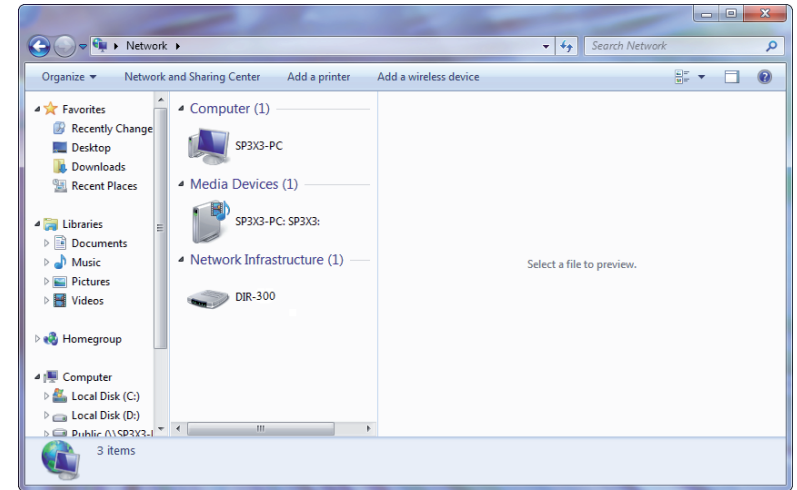 Network
Search Network
Organize
Network and Sharing Center
Add a printer
Add a wireless device
Favorites
Recently Change
Desktop
Downloads
Recent Places
Libraries
Documents
Music
Pictures
Videos
Homegroup
Computer
Local Disk (C:)
Local Disk (D:)
Public (\\SP3X3-
Computer (1)
SP3X3-PC
Media Devices (1)
SP3X3-PC: SP3X3:
Network Infrastructure (1)
DIR-300
Select a file to preview.
3 items